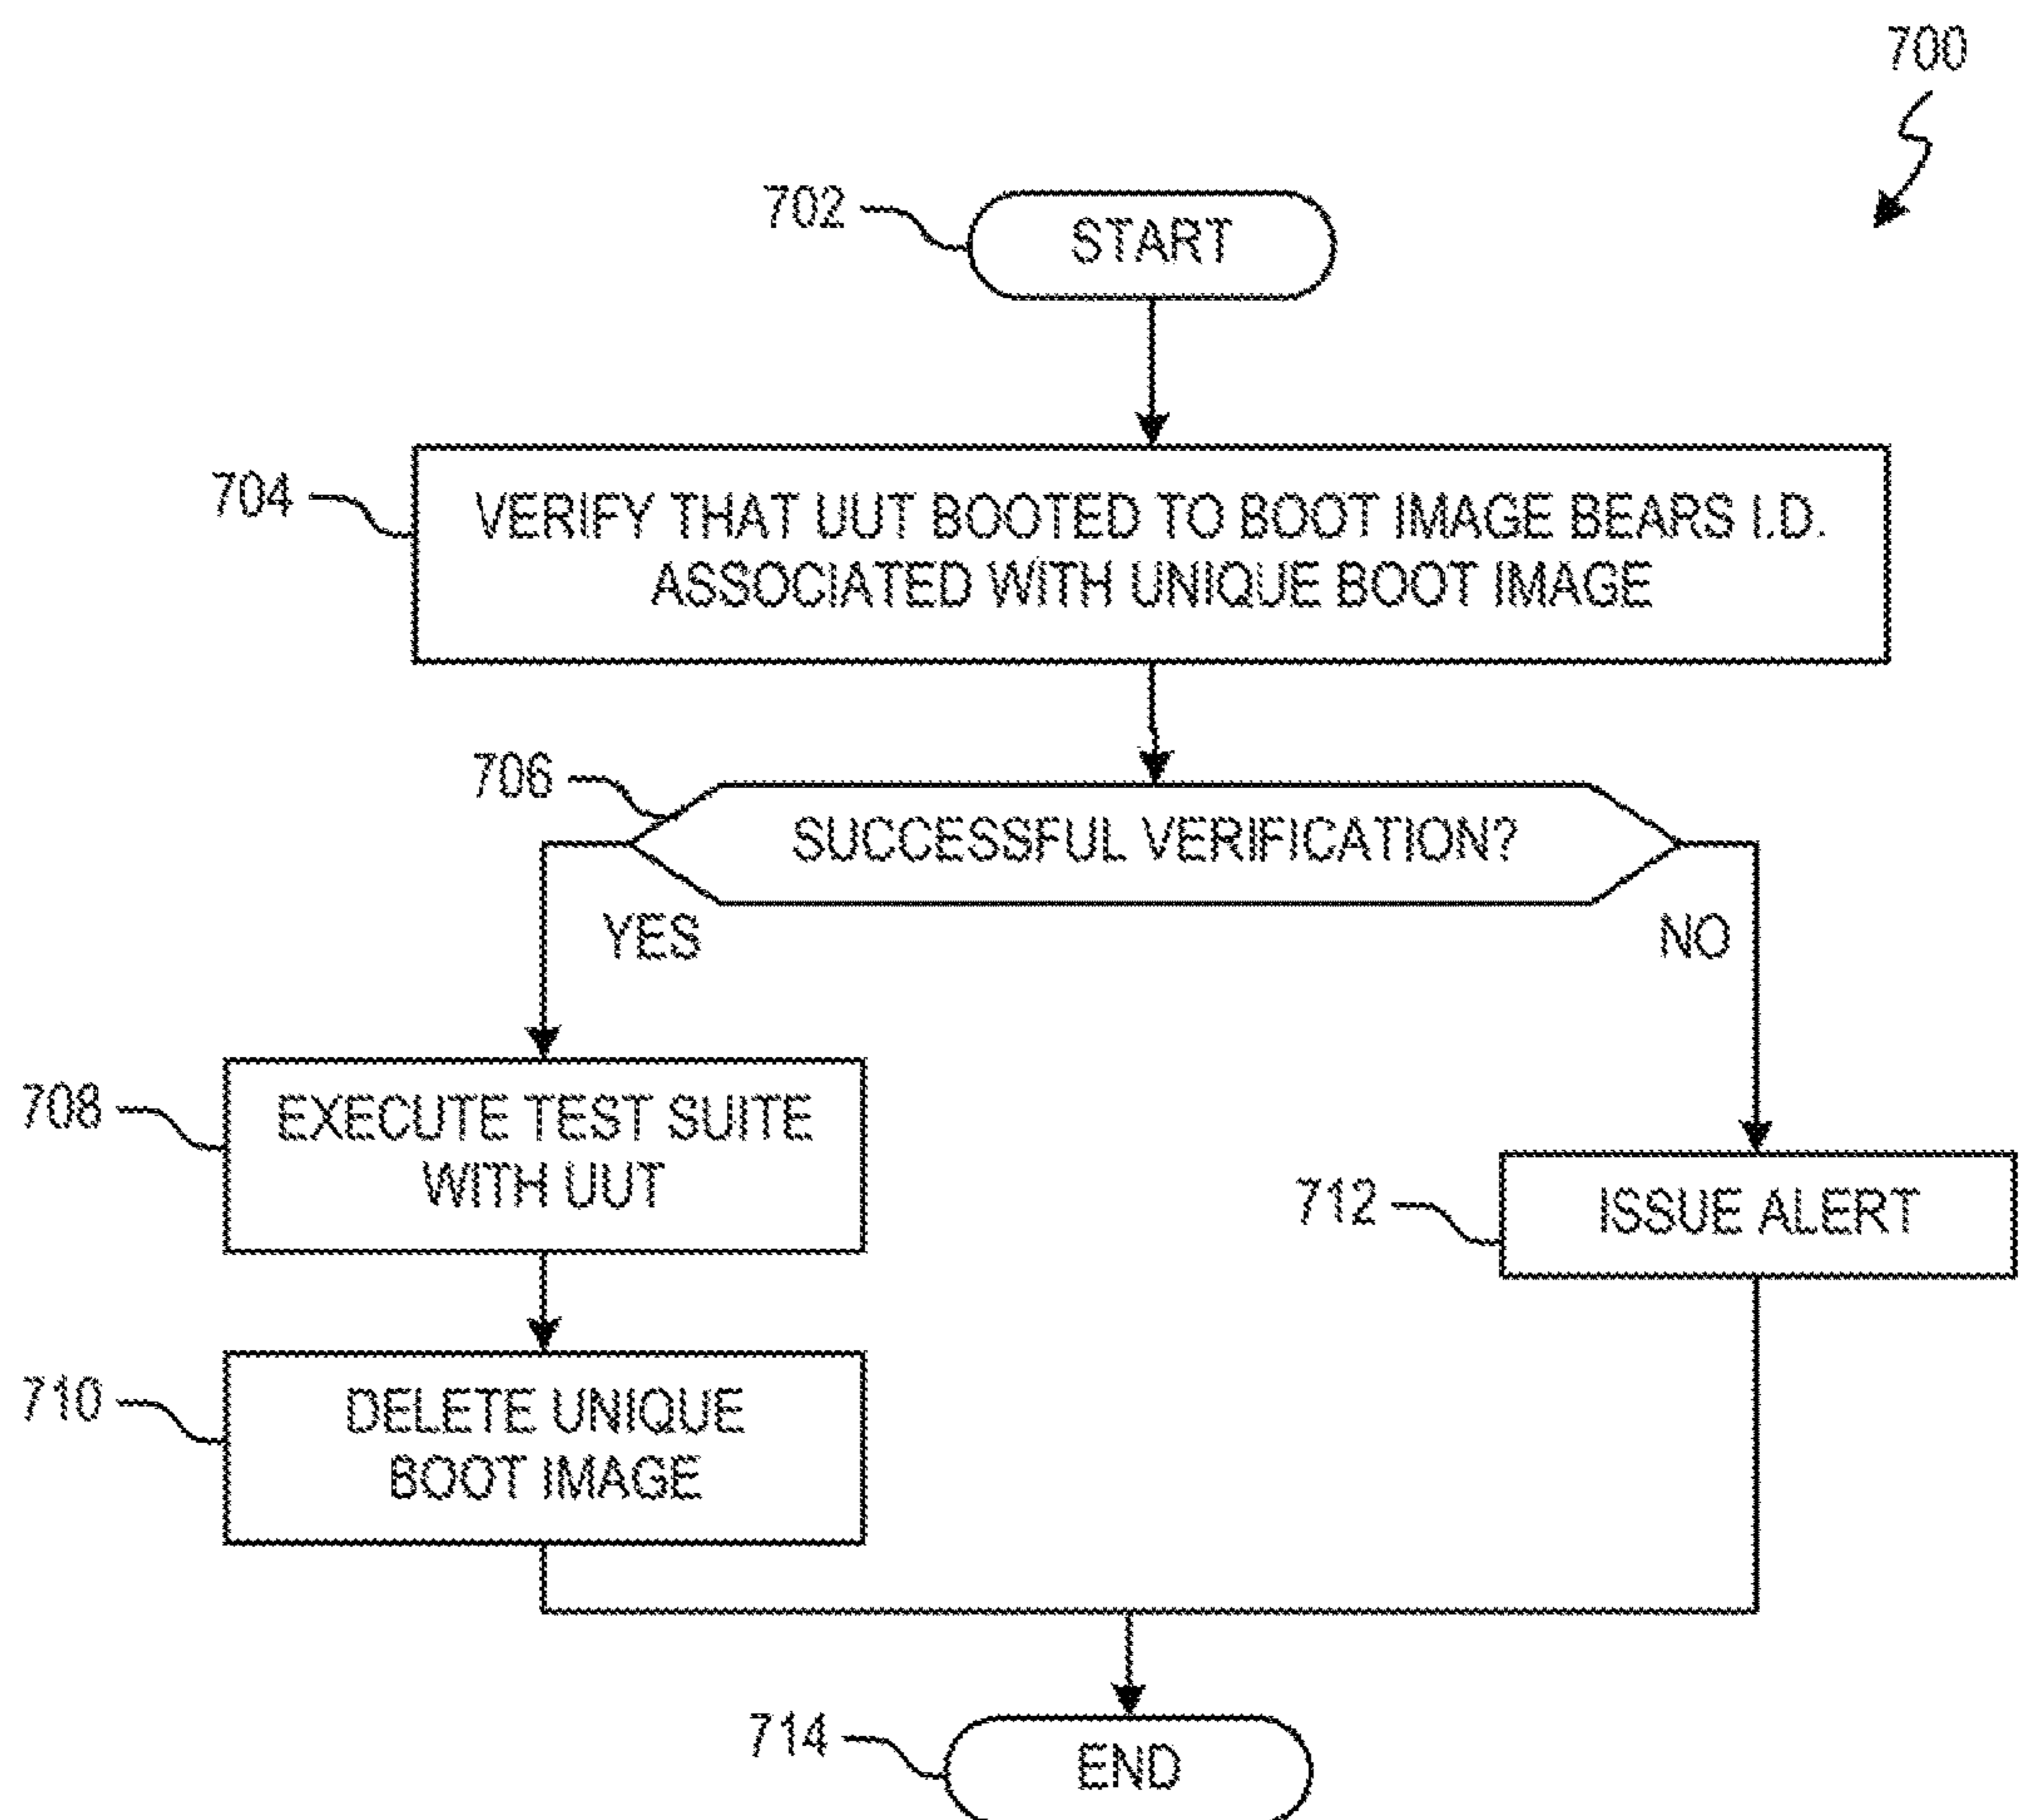 700
702
START
704
VERIFY THAT UUT BOOTED TO BOOT IMAGE BEARS I.D.
ASSOCIATED WITH UNIQUE BOOT IMAGE
706
SUCCESSFUL VERIFICATION?
YES
NO
708
EXECUTE TEST SUITE
WITH UUT
712
ISSUE ALERT
710
DELETE UNIQUE
BOOT IMAGE
714
END